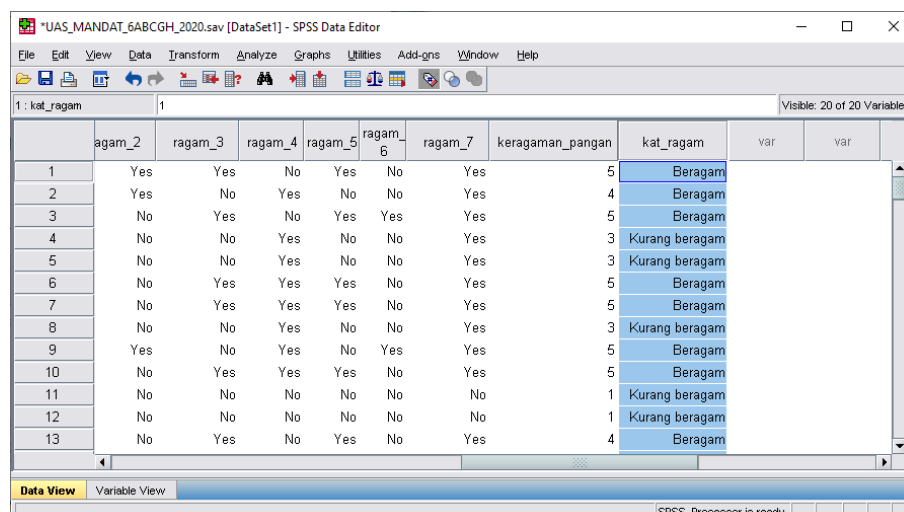 *UAS_MANDAT_6ABCGH_2020.sav [DataSet1] - SPSS Data Editor
File Edit View Data Transform Analyze Graphs Utilities Add-ons Window Help
1 : kat_ragam 1 Visible: 20 of 20 Variable
agam_2 ragam_3 ragam_4 ragam_5 ragam_6 ragam_7 keragaman_pangan kat_ragam var var
1 Yes Yes No Yes No Yes 5 Beragam
2 Yes No Yes No No Yes 4 Beragam
3 No Yes No Yes Yes Yes 5 Beragam
4 No No Yes No No Yes 3 Kurang beragam
5 No No Yes No No Yes 3 Kurang beragam
6 No Yes Yes Yes No Yes 5 Beragam
7 No Yes Yes Yes No Yes 5 Beragam
8 No No Yes No No Yes 3 Kurang beragam
9 Yes No Yes No Yes Yes 5 Beragam
10 No Yes Yes Yes No Yes 5 Beragam
11 No No No No No No 1 Kurang beragam
12 No No No No No No 1 Kurang beragam
13 No Yes No Yes No Yes 4 Beragam
Data View Variable View
SPSS Processor is ready